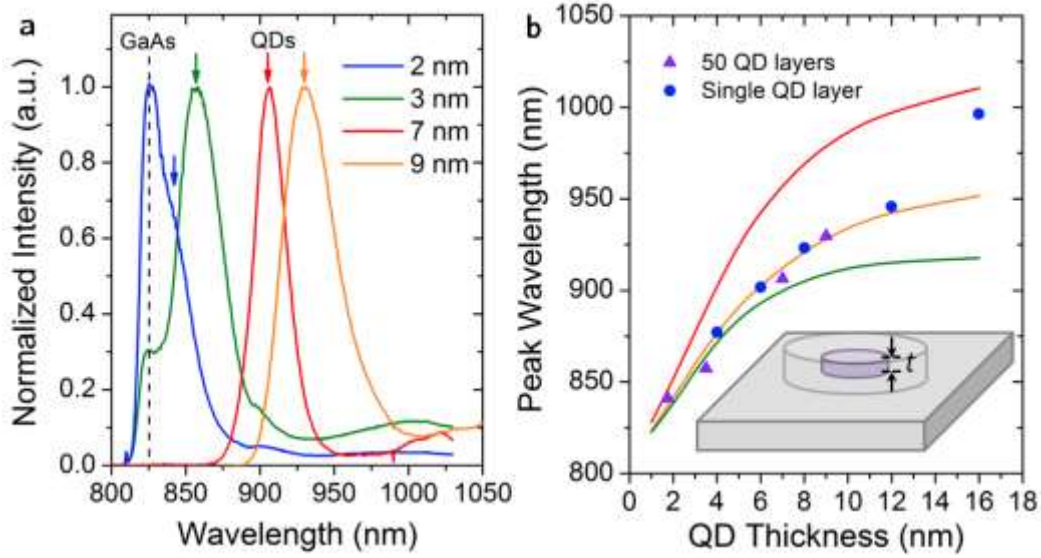 a
GaAs
QDs
2 nm
3 nm
7 nm
9 nm
1.0
0.8
0.6
0.4
0.2
0.0
800 850 900 950 1000 1050
Normalized Intensity (a.u.)
Wavelength (nm)
b
50 QD layers
Single QD layer
1050
1000
950
900
850
800
0 2 4 6 8 10 12 14 16 18
Peak Wavelength (nm)
QD Thickness (nm)
t